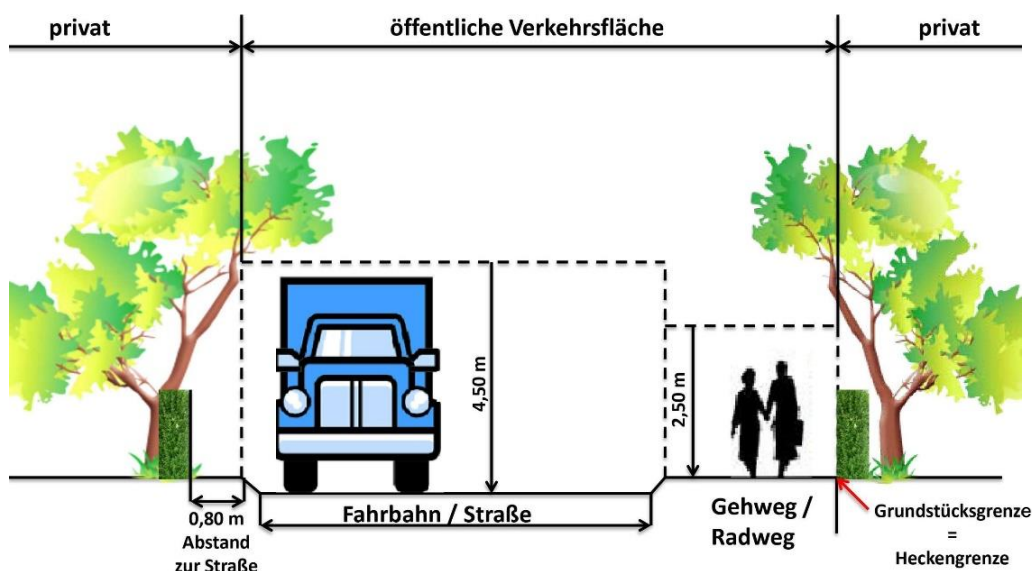 privat
öffentliche Verkehrsfläche
privat
4,50 m
2,50 m
0,80 m
Abstand
zur Straße
Fahrbahn / Straße
Gehweg /
Radweg
Grundstücksgrenze
=
Heckengrenze